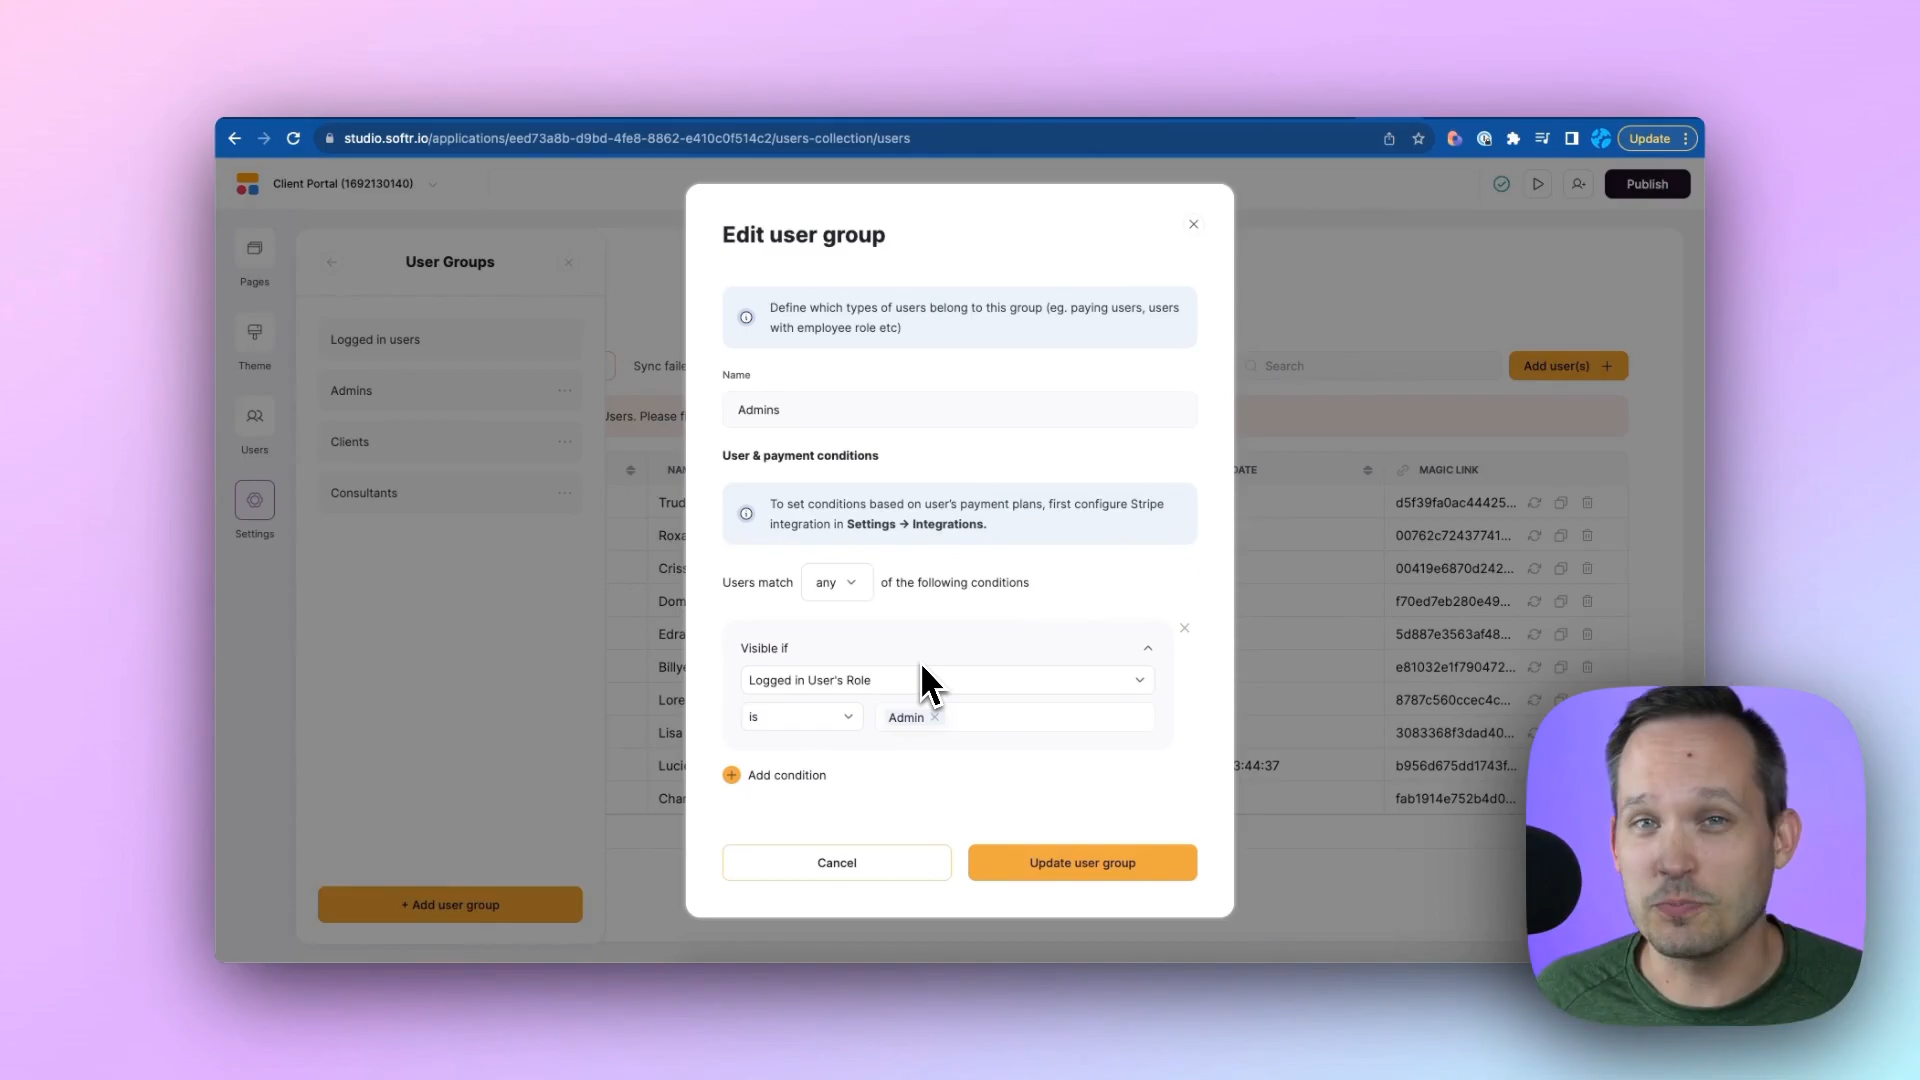 studio.softr.io/applications/eed73a8b-d9bd-4fe8-8862-e410c0f514c2/users-collection/users
Update
Client Portal (1692130140)
Publish
Pages
Theme
Users
Settings
User Groups
Logged in users
Admins
Clients
Consultants
+ Add user group
Sync faile
Search
Add user(s) +
Users. Please f
NAM
DATE
MAGIC LINK
Trud
d5f39fa0ac44425...
Roxa
00762c72437741...
Criss
00419e6870d242...
Dom
f70ed7eb280e49...
Edra
5d887e3563af48...
Billye
e81032e1f790472...
Lore
8787c560ccec4c...
Lisa
3083368f3dad40...
Lucie
3:44:37
b956d675dd1743f...
Char
fab1914e752b4d0...
Edit user group
Define which types of users belong to this group (eg. paying users, users
with employee role etc)
Name
Admins
User & payment conditions
To set conditions based on user's payment plans, first configure Stripe
integration in Settings → Integrations.
Users match any of the following conditions
Visible if
Logged in User's Role
is
Admin
Add condition
Cancel
Update user group